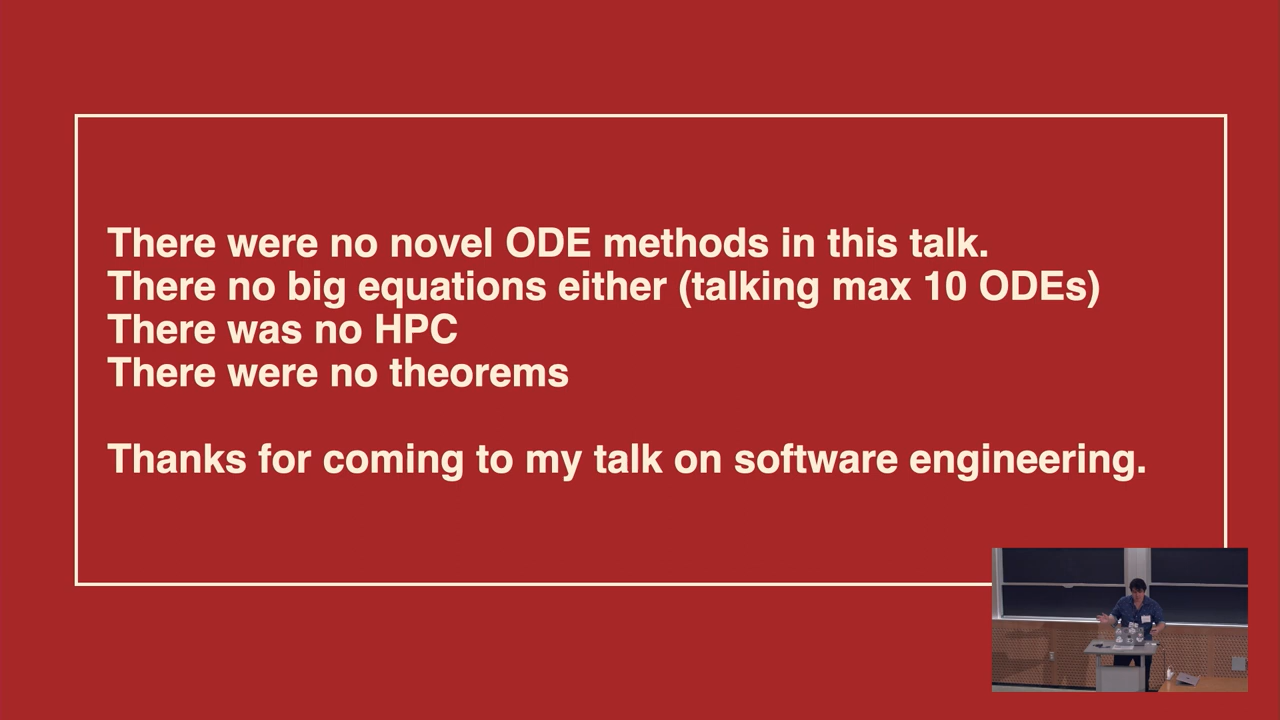 There were no novel ODE methods in this talk.
There no big equations either (talking max 10 ODEs)
There was no HPC
There were no theorems
Thanks for coming to my talk on software engineering.